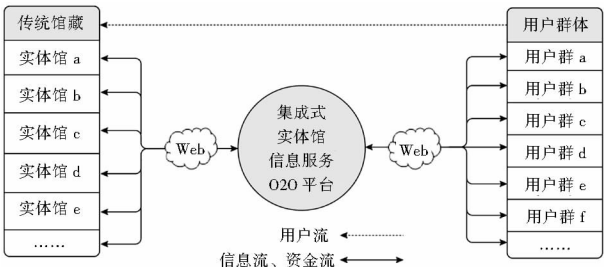 传统馆藏
实体馆 a
实体馆 b
实体馆 c
实体馆 d
实体馆 e
……
Web
集成式
实体馆
信息服务
O2O 平台
Web
用户群体
用户群 a
用户群 b
用户群 c
用户群 d
用户群 e
用户群 f
……
用户流
信息流、资金流